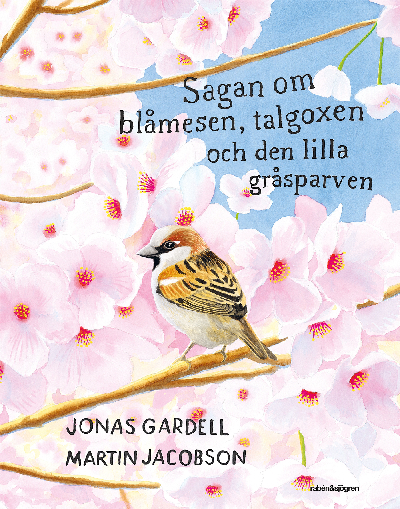 Sagan om
blåmesen, talgoxen
och den lilla
gråsparven
JONAS GARDELL
MARTIN JACOBSON
rabén&sjögren